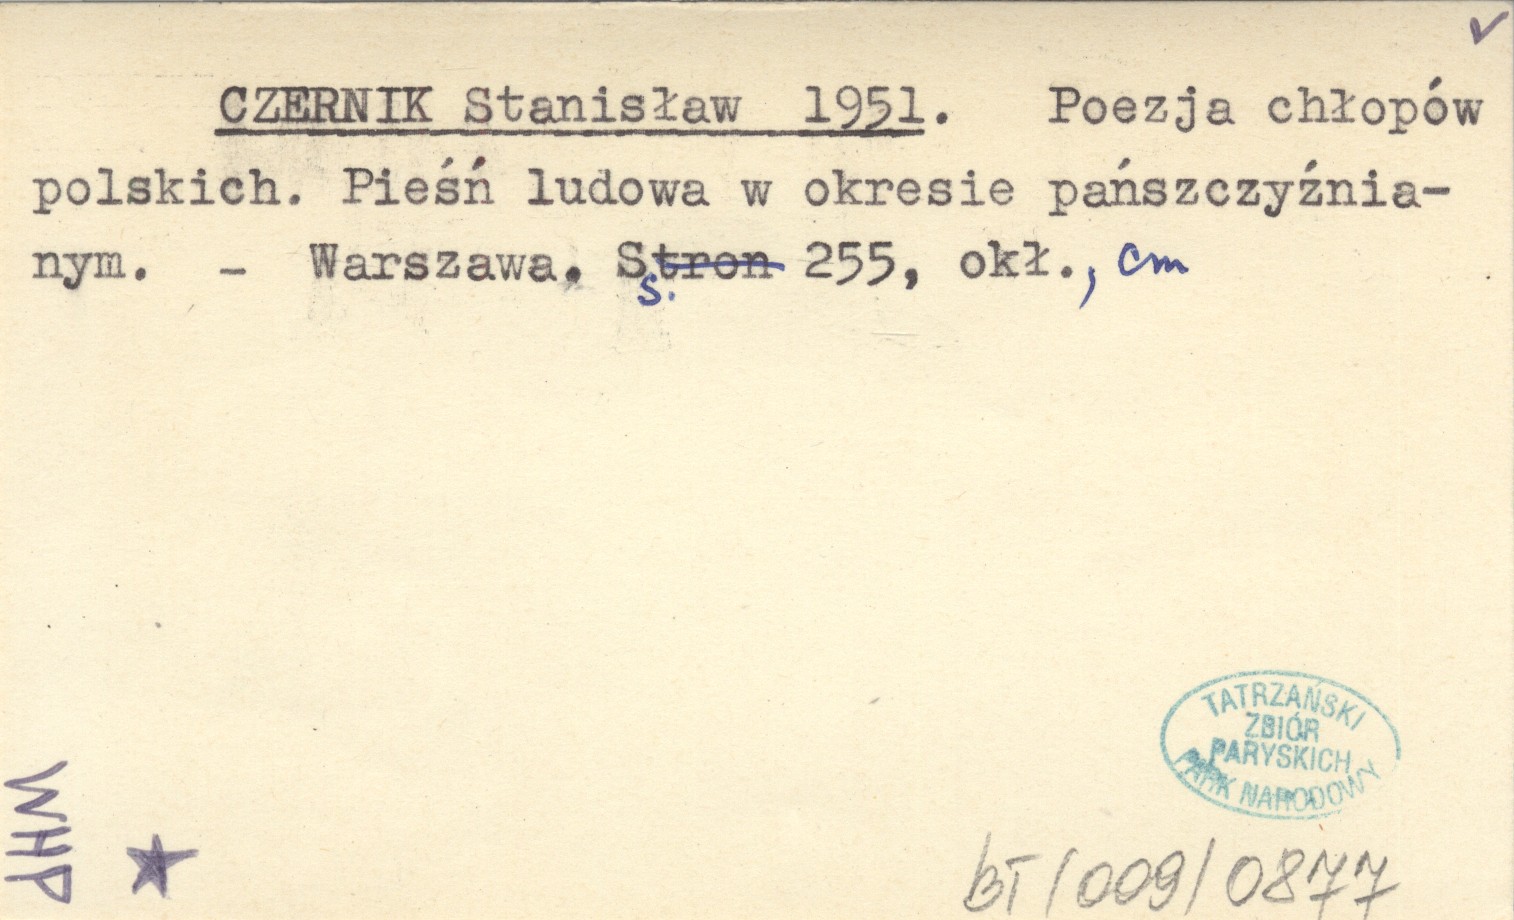 ✓
CZERNIK Stanisław 1951. Poezja chłopów
polskich. Pieśń ludowa w okresie pańszczyźnia-
nym. - Warszawa. Stron 255, okł., cm
s.
TATRZAŃSKI
ZBIÓR
PARYSKICH
PARK NARODOWY
WHP
bT/009/0877